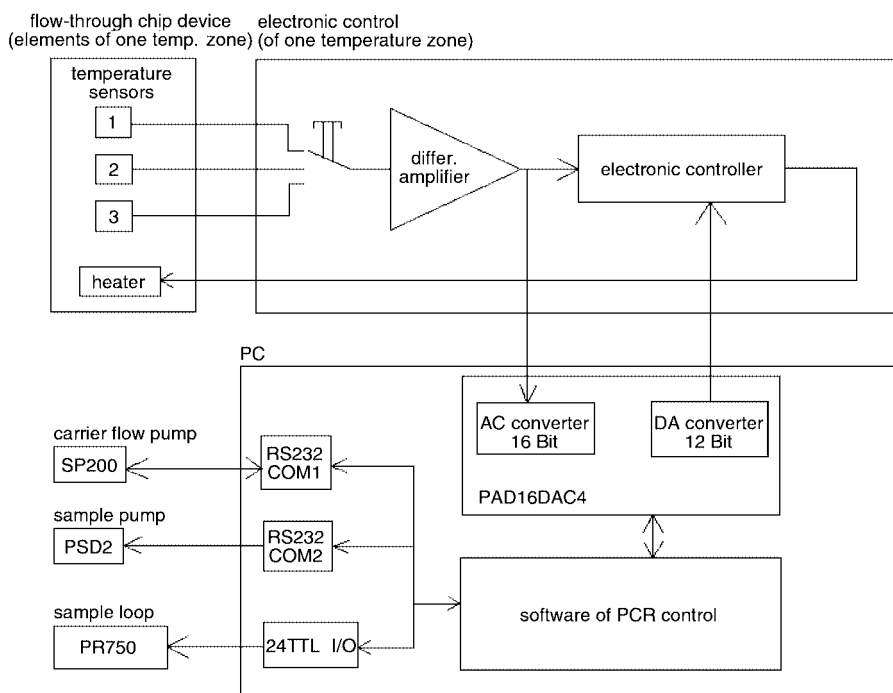 flow-through chip device
(elements of one temp. zone)
electronic control
(of one temperature zone)
temperature
sensors
1
2
3
heater
differ.
amplifier
electronic controller
PC
AC converter
16 Bit
DA converter
12 Bit
PAD16DAC4
carrier flow pump
SP200
RS232
COM1
sample pump
PSD2
RS232
COM2
sample loop
PR750
24TTL I/O
software of PCR control